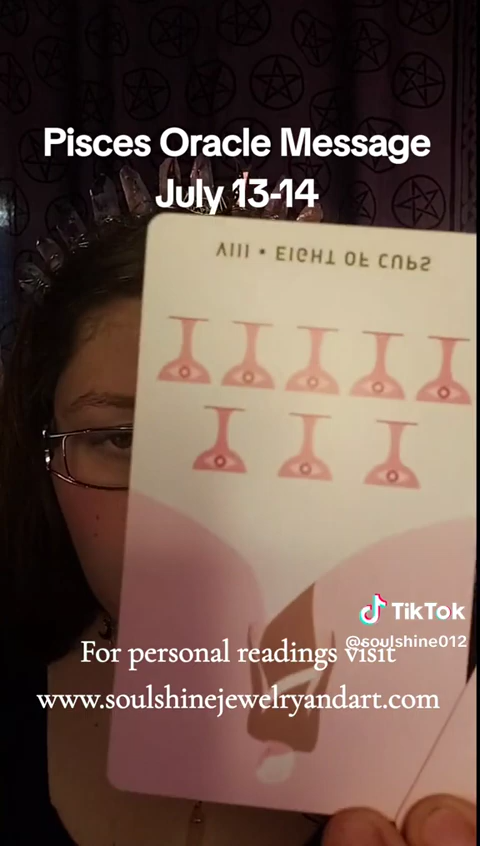 Pisces Oracle Message
July 13-14
VIII • EIGHT OF CUPS
TikTok
@soulshine012
For personal readings visit
www.soulshinejewelryandart.com